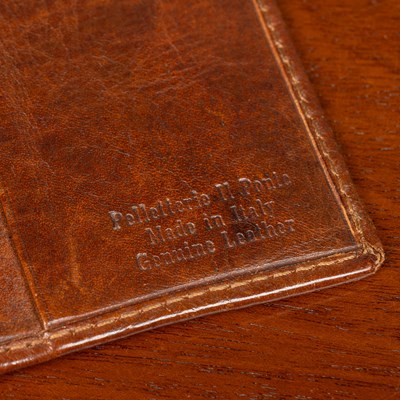 Pelletterie
Made in Italy
Genuine Leather